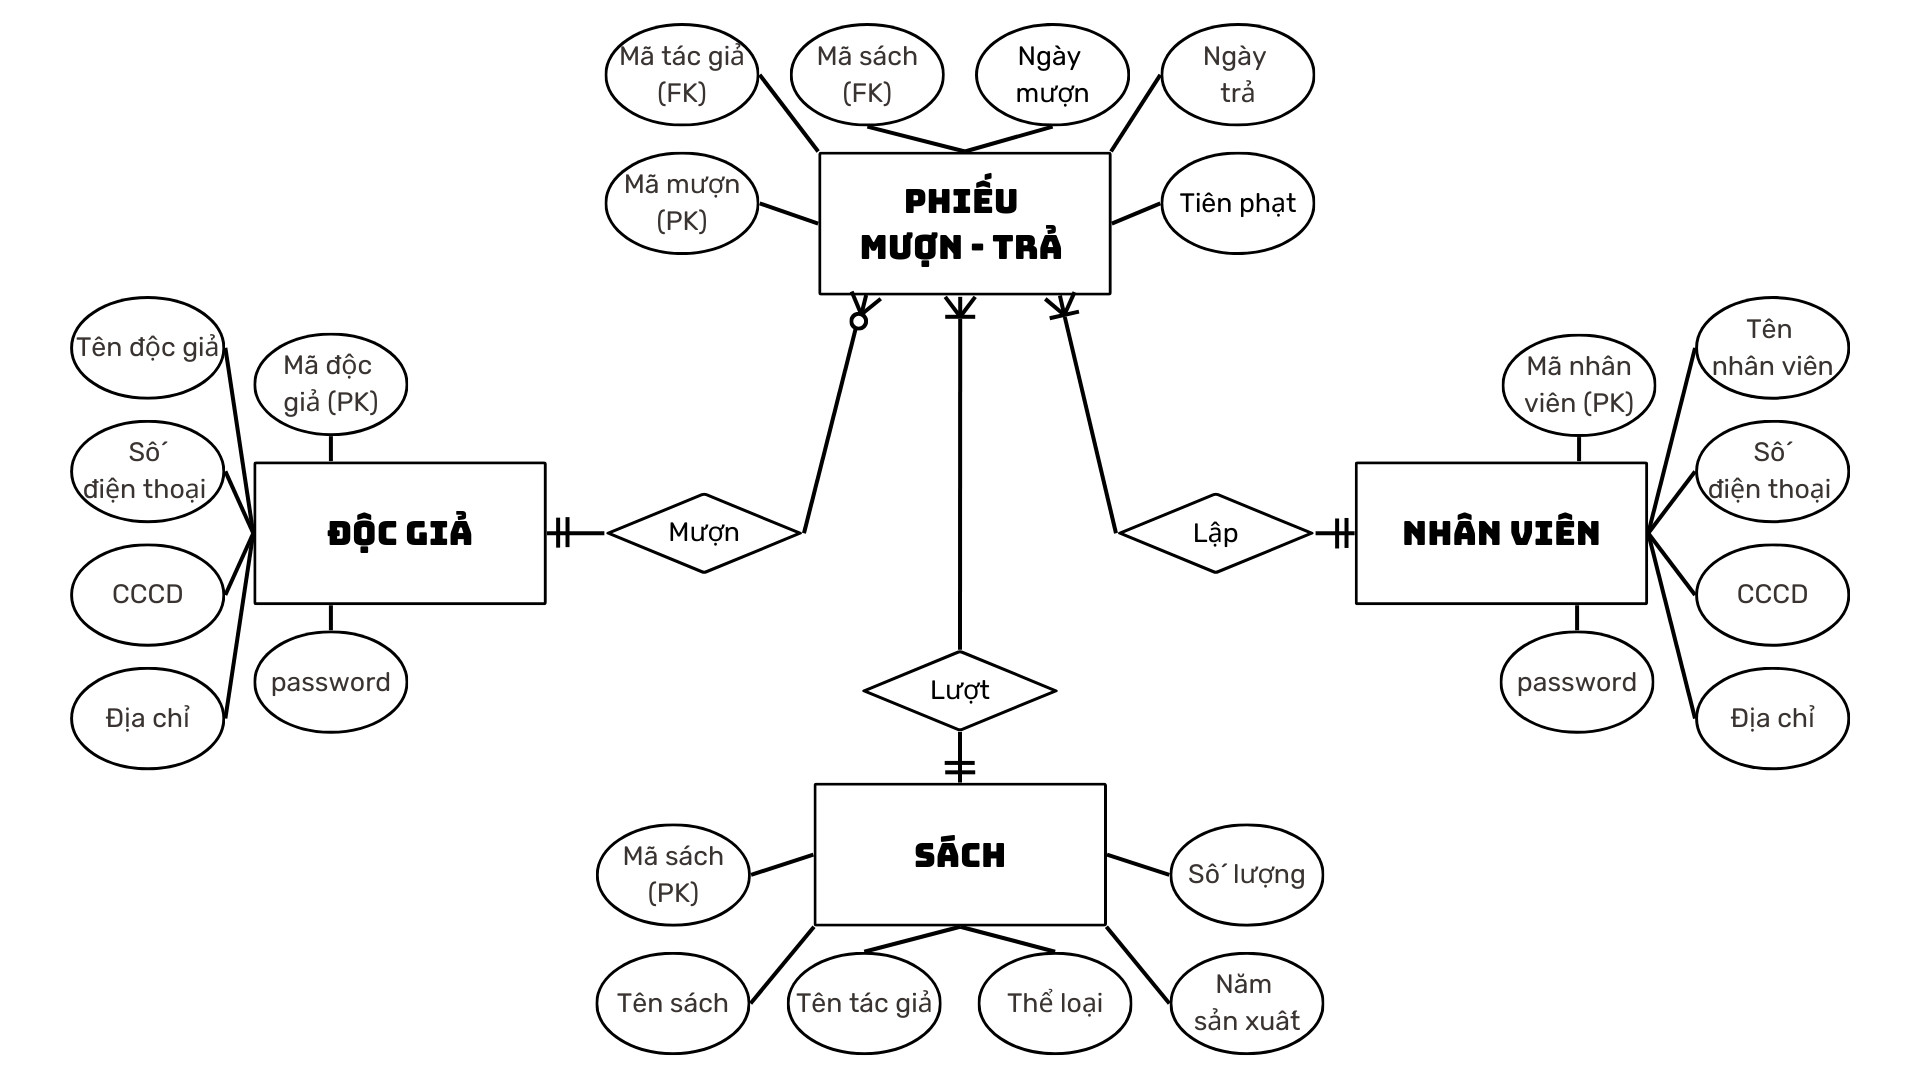 Mã tác giả
(FK)
Mã sách
(FK)
Ngày
mượn
Ngày
trả
Mã mượn
(PK)
PHIẾU
MƯỢN - TRẢ
Tiên phạt
Tên độc giả
Mã độc
giả (PK)
Số
điện thoại
CCCD
Địa chỉ
ĐỘC GIẢ
password
Mượn
Lập
Lượt
Mã nhân
viên (PK)
Tên
nhân viên
Số
điện thoại
NHÂN VIÊN
CCCD
password
Địa chỉ
SÁCH
Mã sách
(PK)
Số lượng
Tên sách
Tên tác giả
Thể loại
Năm
sản xuất